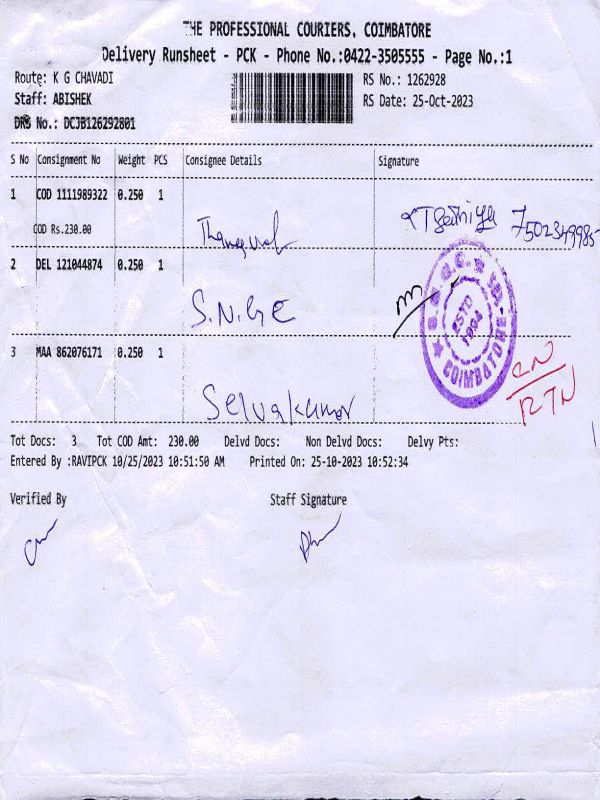 THE PROFESSIONAL COURIERS, COIMBATORE
Delivery Runsheet - PCK - Phone No.:0422-3505555 - Page No.:1
Route: K G CHAVADI
RS No.: 1262928
Staff: ABISHEK
RS Date: 25-Oct-2023
DRS No.: DCJB126292801
S No Consignment No Weight PCS Consignee Details Signature
1 COD 1111989322 0.250 1
7502349985
COD Rs.230.00
2 DEL 121044874 0.250 1
S.N.G.E
ESTD
1994
COIMBATORE
3 MAA 862076171 0.250 1
RTN
Selvakumar
Tot Docs: 3 Tot COD Amt: 230.00 Delvd Docs: Non Delvd Docs: Delvy Pts:
Entered By :RAVIPCK 10/25/2023 10:51:50 AM Printed On: 25-10-2023 10:52:34
Verified By Staff Signature